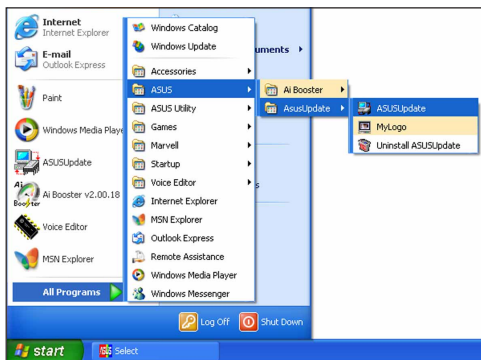 Internet
Internet Explorer
E-mail
Outlook Express
Paint
Windows Media Playe
ASUSUpdate
Ai Booster v2.00.18
Voice Editor
MSN Explorer
All Programs
Windows Catalog
Windows Update
Accessories
ASUS
ASUS Utility
Games
Marvell
Startup
Voice Editor
Internet Explorer
MSN Explorer
Outlook Express
Remote Assistance
Windows Media Player
Windows Messenger
uments
s
Ai Booster
AsusUpdate
ASUSUpdate
MyLogo
Uninstall ASUSUpdate
Log Off
Shut Down
start
Select